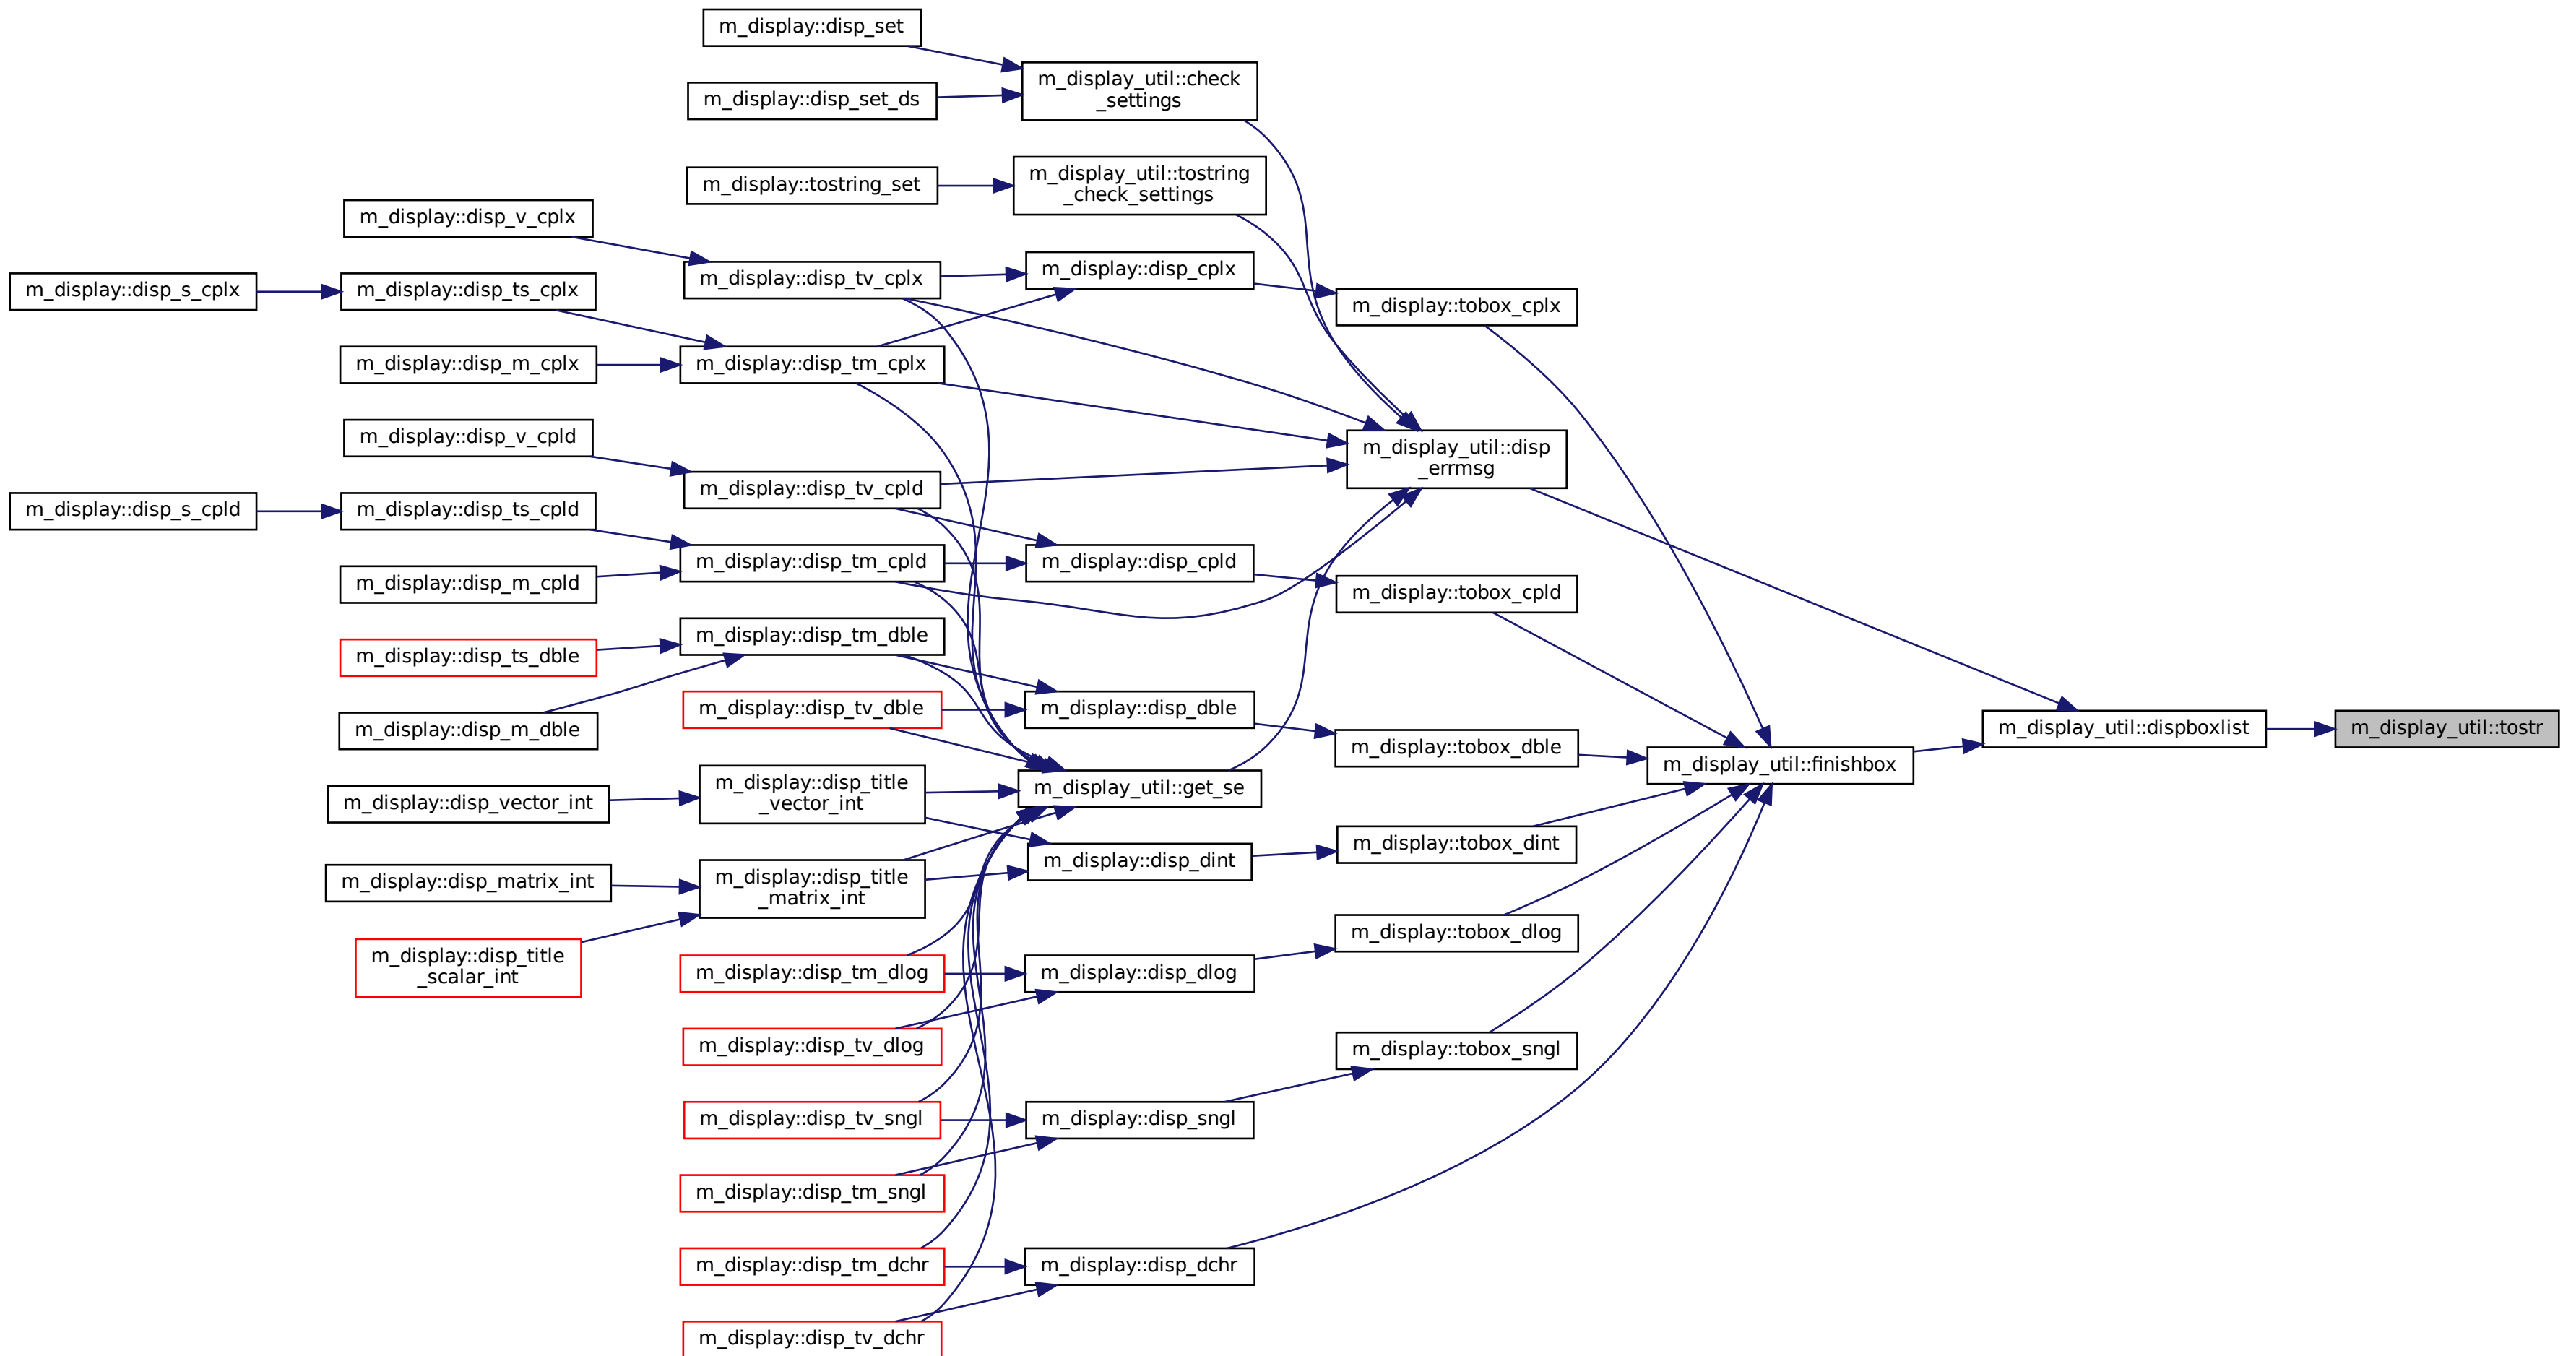 m_display::disp_set
m_display_util::check
_settings
m_display::disp_set_ds
m_display::tostring_set
m_display_util::tostring
_check_settings
m_display::disp_v_cplx
m_display::disp_tv_cplx
m_display::disp_cplx
m_display::disp_s_cplx
m_display::disp_ts_cplx
m_display::tobox_cplx
m_display::disp_m_cplx
m_display::disp_tm_cplx
m_display::disp_v_cpld
m_display_util::disp
_errmsg
m_display::disp_tv_cpld
m_display::disp_s_cpld
m_display::disp_ts_cpld
m_display::disp_tm_cpld
m_display::disp_cpld
m_display::disp_m_cpld
m_display::tobox_cpld
m_display::disp_tm_dble
m_display::disp_ts_dble
m_display::disp_tv_dble
m_display::disp_dble
m_display::disp_m_dble
m_display::tobox_dble
m_display_util::finishbox
m_display_util::dispboxlist
m_display_util::tostr
m_display::disp_vector_int
m_display::disp_title
_vector_int
m_display_util::get_se
m_display::tobox_dint
m_display::disp_dint
m_display::disp_matrix_int
m_display::disp_title
_matrix_int
m_display::disp_title
_scalar_int
m_display::tobox_dlog
m_display::disp_tm_dlog
m_display::disp_dlog
m_display::disp_tv_dlog
m_display::tobox_sngl
m_display::disp_tv_sngl
m_display::disp_sngl
m_display::disp_tm_sngl
m_display::disp_tm_dchr
m_display::disp_dchr
m_display::disp_tv_dchr